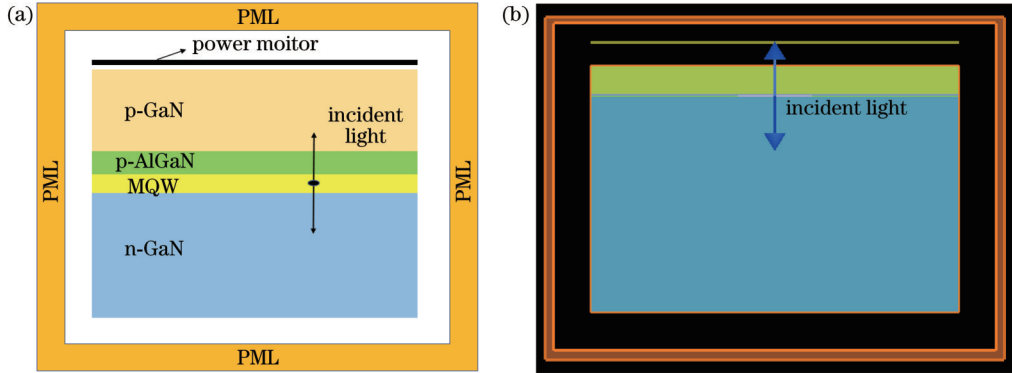 (a)
PML
power moitor
p-GaN
incident
light
p-AlGaN
MQW
n-GaN
PML
PML
PML
(b)
incident light